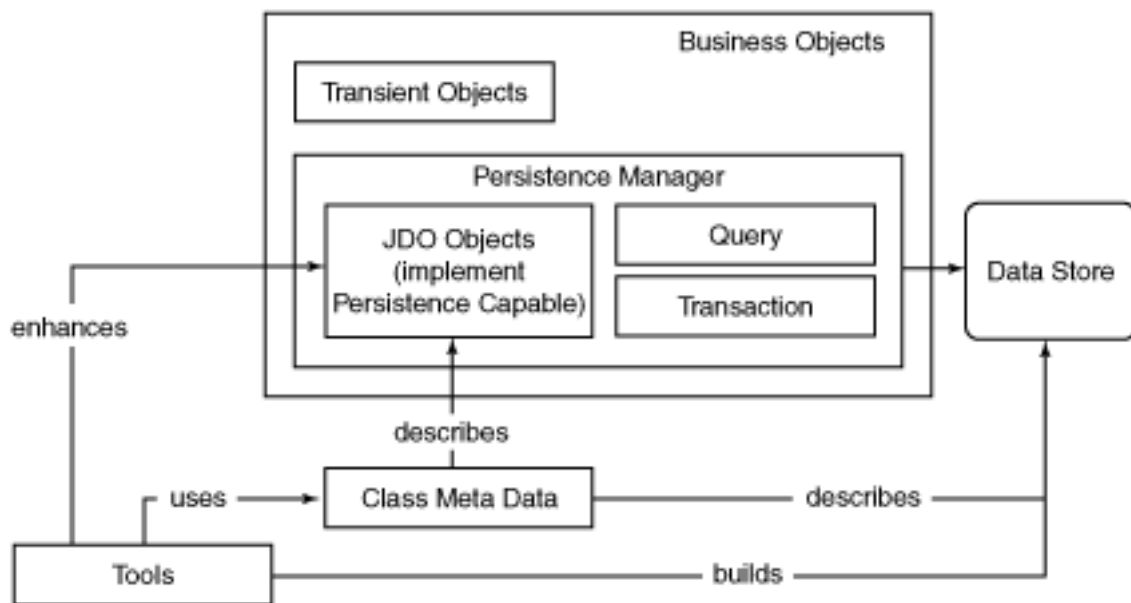 Business Objects
Transient Objects
Persistence Manager
JDO Objects
(implement
Persistence Capable)
Query
Transaction
Data Store
enhances
describes
uses
Class Meta Data
describes
Tools
builds